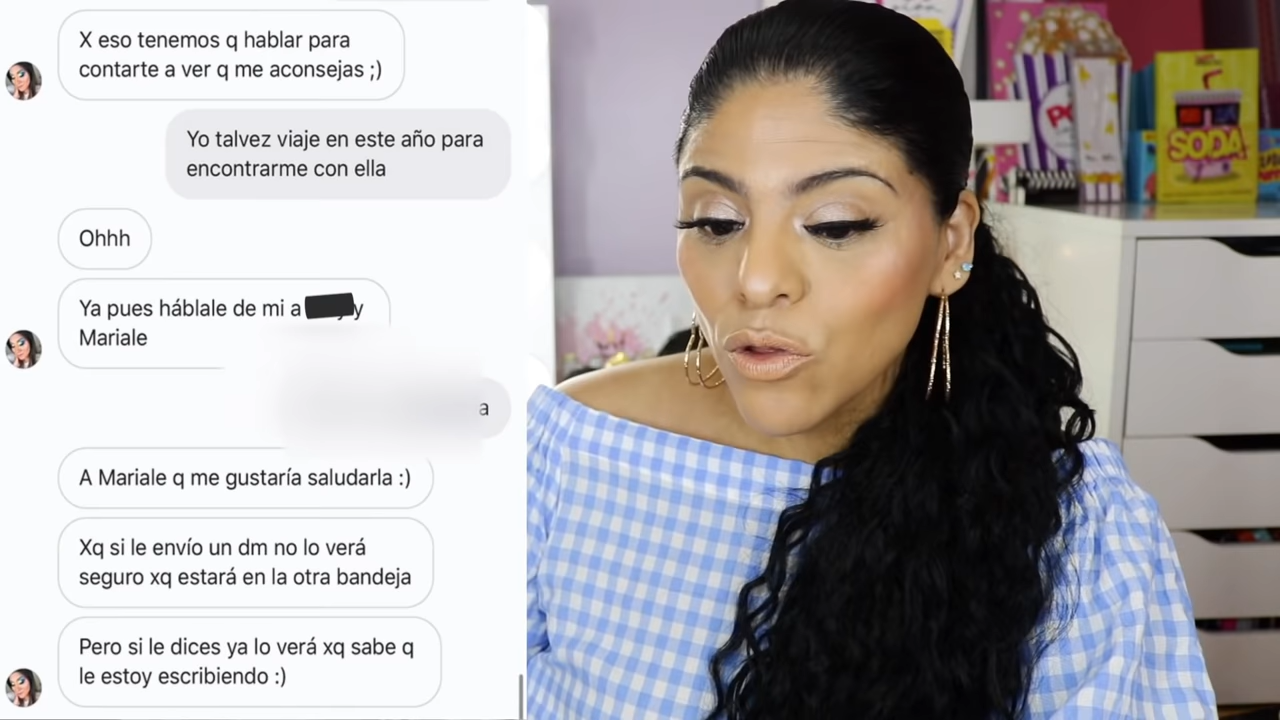 X eso tenemos q hablar para
contarte a ver q me aconsejas ;)
Yo talvez viaje en este año para
encontrarme con ella
Ohhh
Ya pues háblale de mi a y
Mariale
a
A Mariale q me gustaría saludarla :)
Xq si le envío un dm no lo verá
seguro xq estará en la otra bandeja
Pero si le dices ya lo verá xq sabe q
le estoy escribiendo :)
SODA